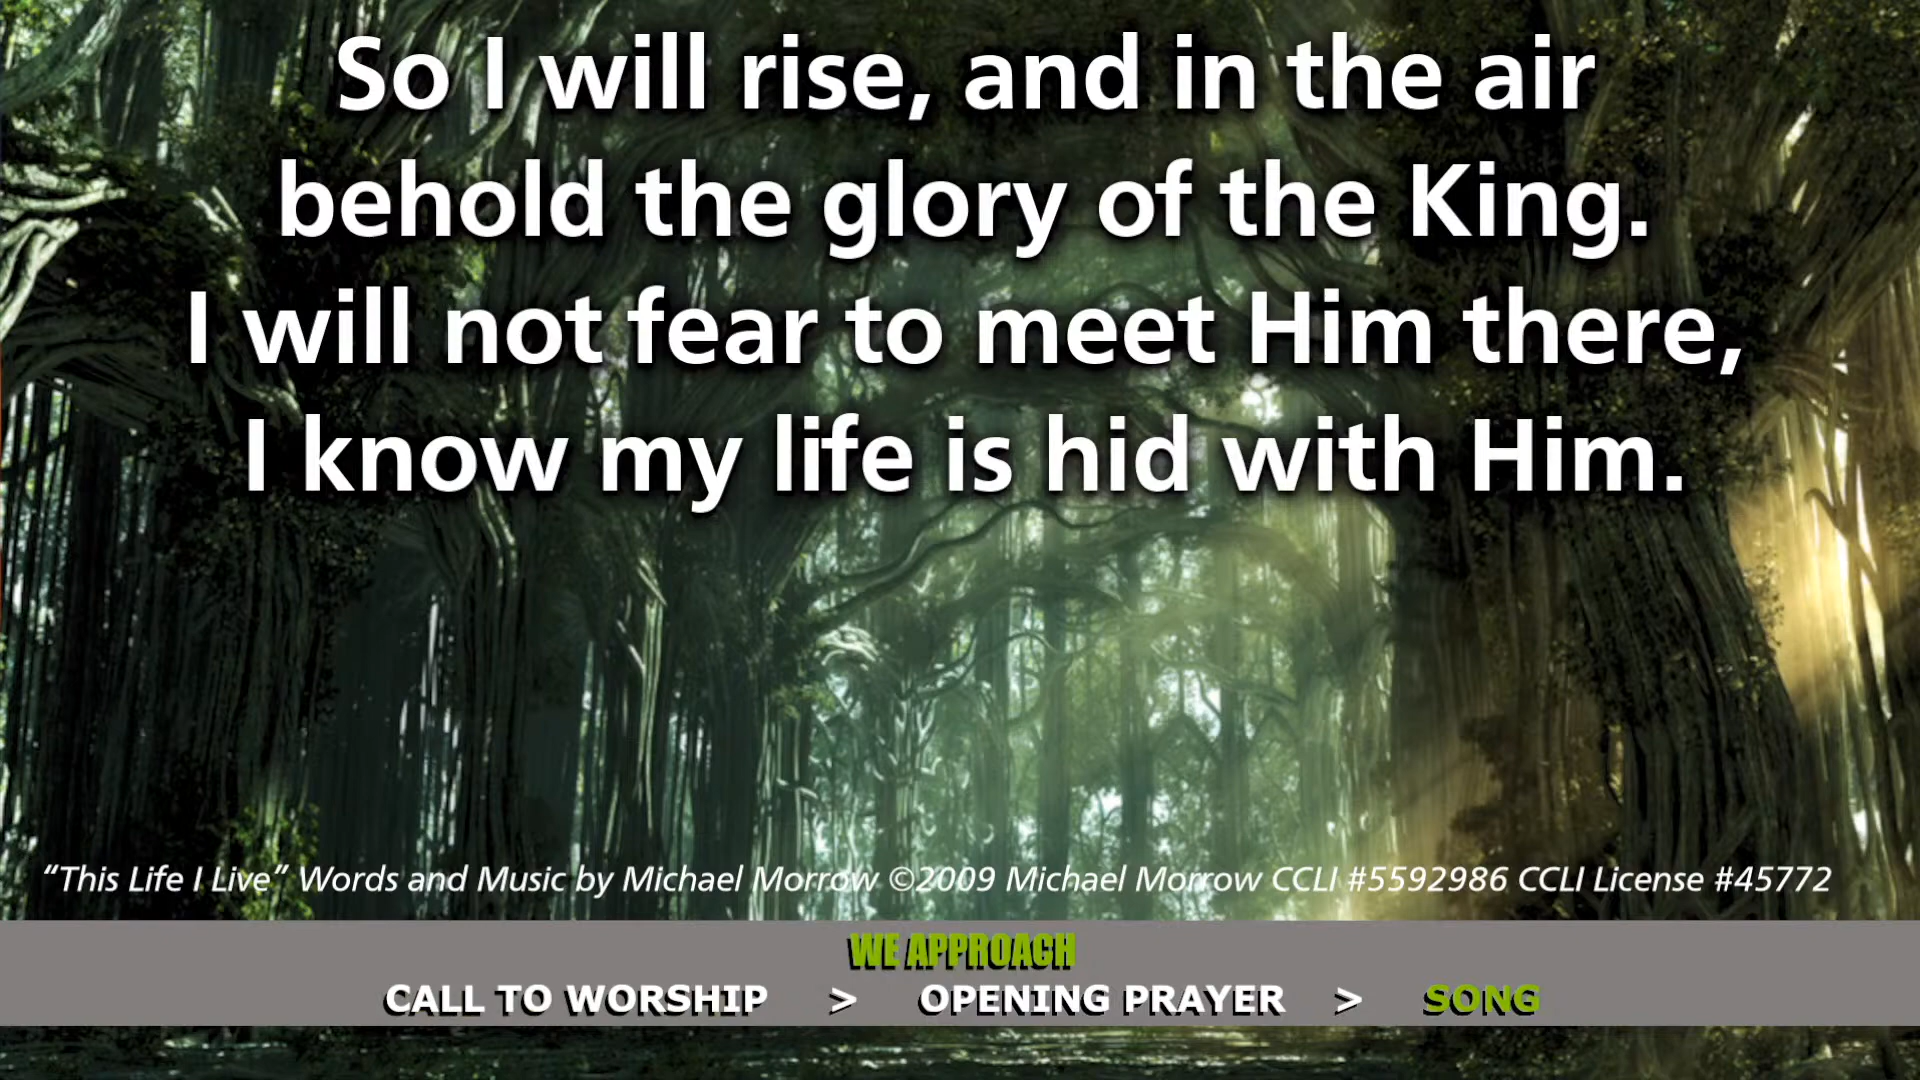 So I will rise, and in the air
behold the glory of the King.
I will not fear to meet Him there,
I know my life is hid with Him.
“This Life I Live” Words and Music by Michael Morrow ©2009 Michael Morrow CCLI #5592986 CCLI License #45772
WE APPROACH
CALL TO WORSHIP > OPENING PRAYER > SONG